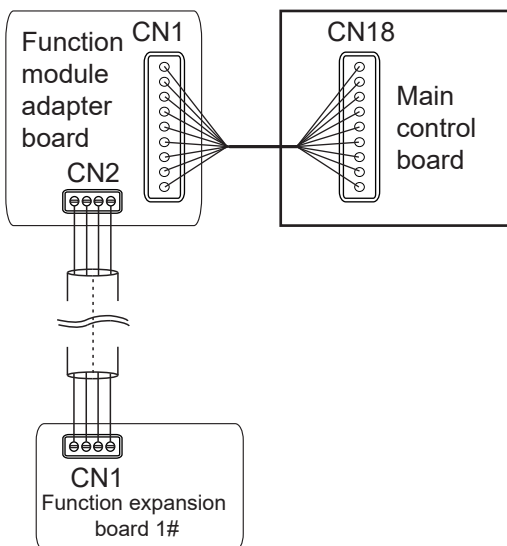 Function
module
adapter
board
CN1
CN2
CN18
Main
control
board
CN1
Function expansion
board 1#